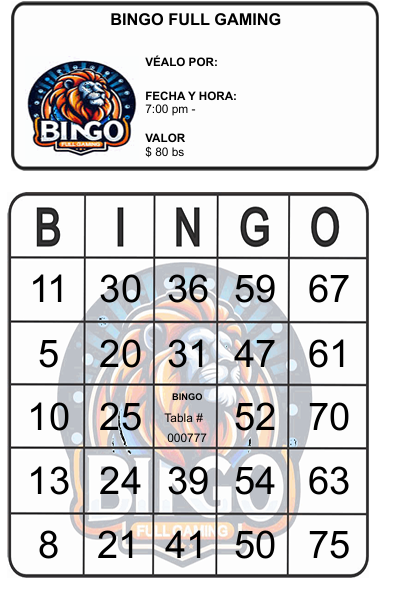 BINGO FULL GAMING
VÉALO POR:
FECHA Y HORA:
7:00 pm -
VALOR
$ 80 bs
BINGO
FULL GAMING
B I N G O
11 30 36 59 67
5 20 31 47 61
10 25 BINGO Tabla # 000777 52 70
13 24 39 54 63
8 21 41 50 75
BINGO
FULL GAMING